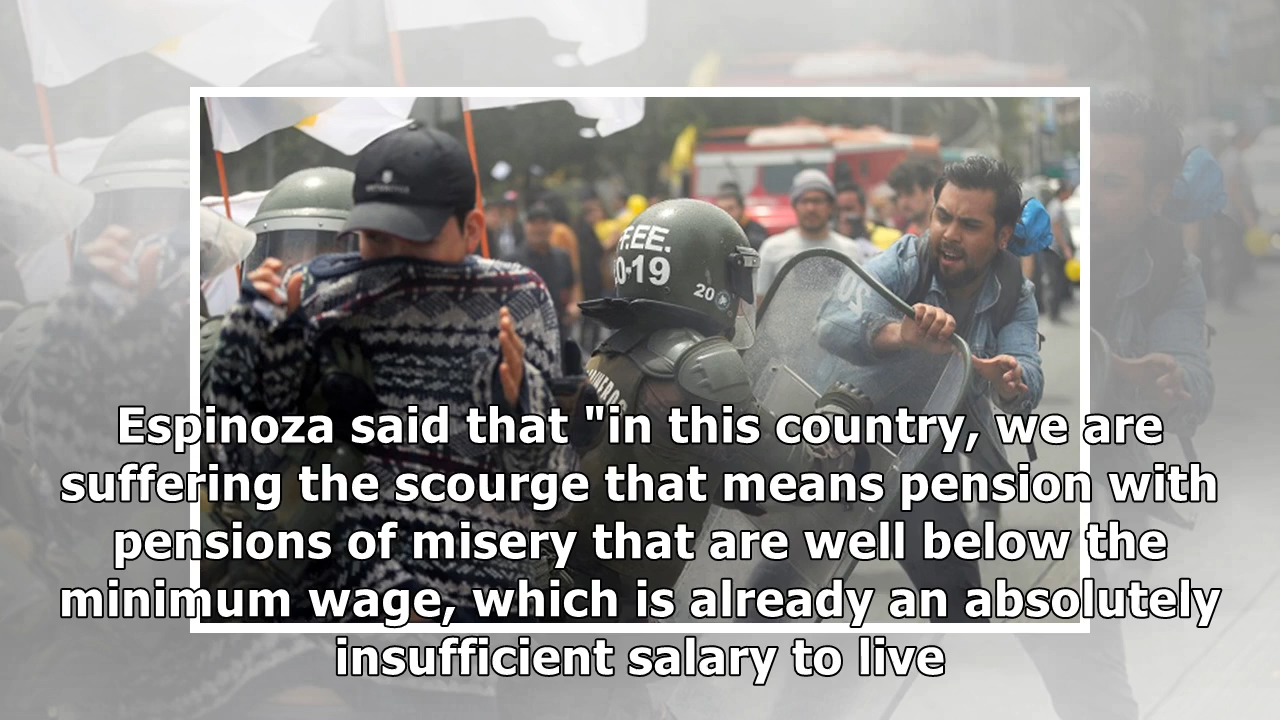 F.EE.
0-19
20
Espinoza said that "in this country, we are
suffering the scourge that means pension with
pensions of misery that are well below the
minimum wage, which is already an absolutely
insufficient salary to live